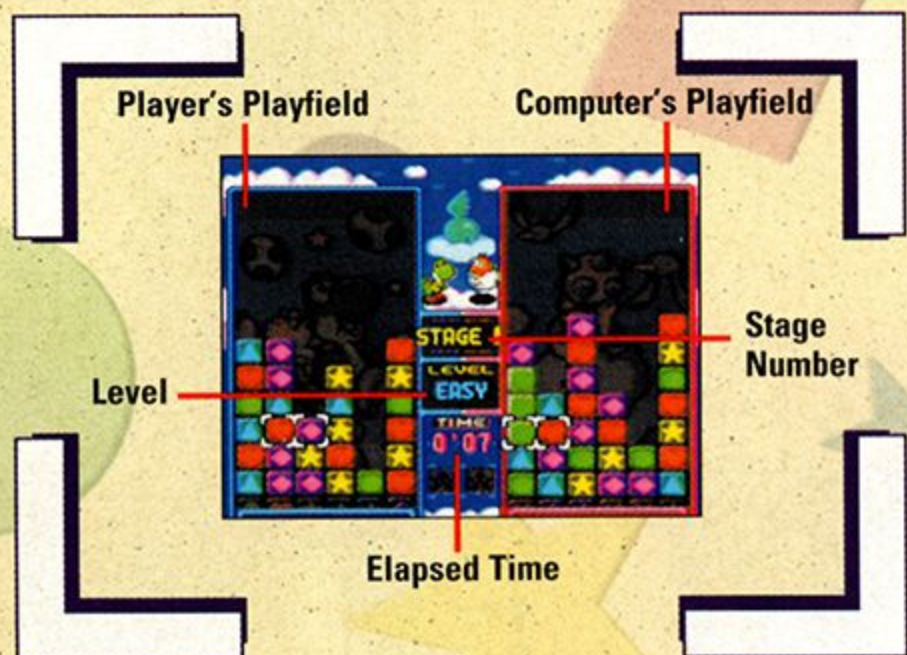 Player's Playfield
Computer's Playfield
STAGE
Stage
Number
LEVEL
EASY
Level
TIME
0'07
Elapsed Time